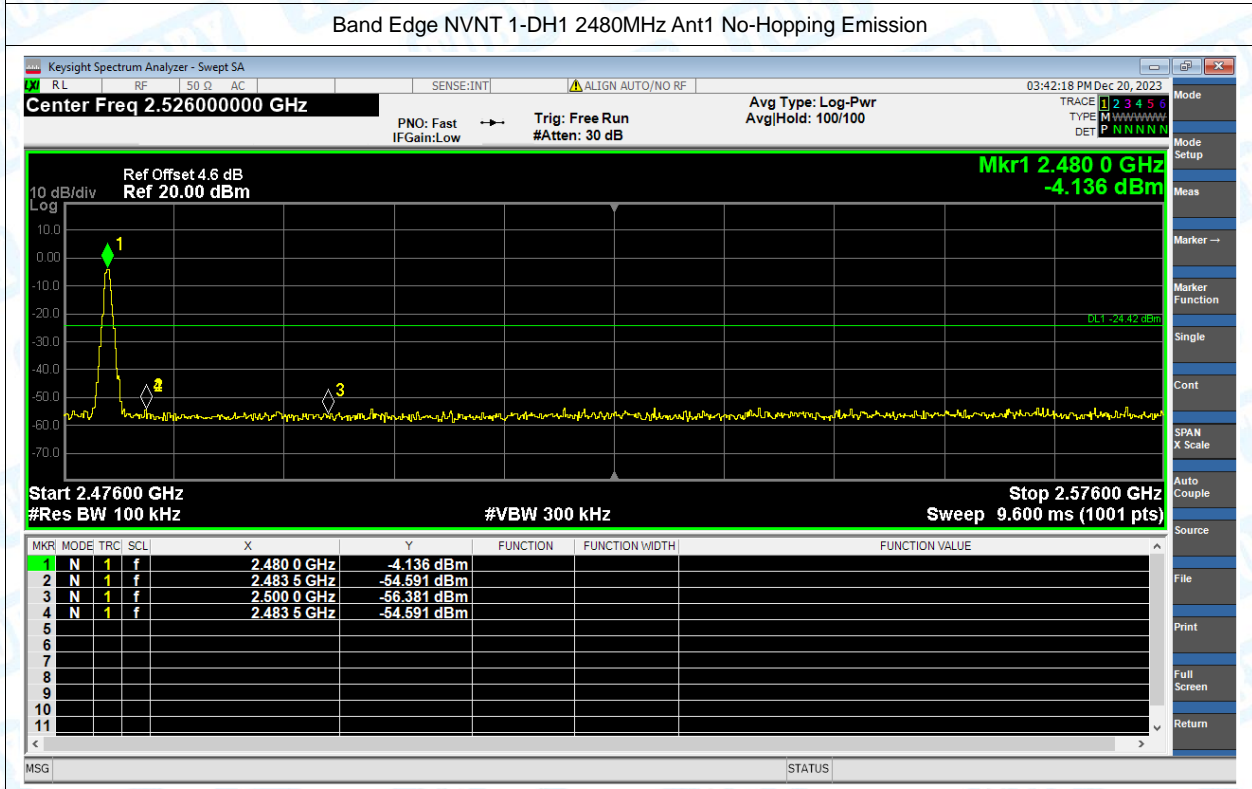 Band Edge NVNT 1-DH1 2480MHz Ant1 No-Hopping Emission
Keysight Spectrum Analyzer - Swept SA
LXI RL RF 50 Ω AC SENSE:INT ALIGN AUTO/NO RF 03:42:18 PM Dec 20, 2023
Center Freq 2.526000000 GHz
PNO: Fast
IFGain:Low
Trig: Free Run
#Atten: 30 dB
Avg Type: Log-Pwr
Avg|Hold: 100/100
TRACE 1 2 3 4 5 6
TYPE M WWWWW
DET P N N N N N
Ref Offset 4.6 dB
10 dB/div Ref 20.00 dBm
Log
Mkr1 2.480 0 GHz
-4.136 dBm
10.0
0.00
-10.0
-20.0
-30.0
-40.0
-50.0
-60.0
-70.0
1
2
3
DL1 -24.42 dBm
Start 2.47600 GHz Stop 2.57600 GHz
#Res BW 100 kHz #VBW 300 kHz Sweep 9.600 ms (1001 pts)
MKR MODE TRC SCL X Y FUNCTION FUNCTION WIDTH FUNCTION VALUE
1 N 1 f 2.480 0 GHz -4.136 dBm
2 N 1 f 2.483 5 GHz -54.591 dBm
3 N 1 f 2.500 0 GHz -56.381 dBm
4 N 1 f 2.483 5 GHz -54.591 dBm
5
6
7
8
9
10
11
MSG STATUS
Mode
Mode Setup
Meas
Marker →
Marker Function
Single
Cont
SPAN X Scale
Auto Couple
Source
File
Print
Full Screen
Return